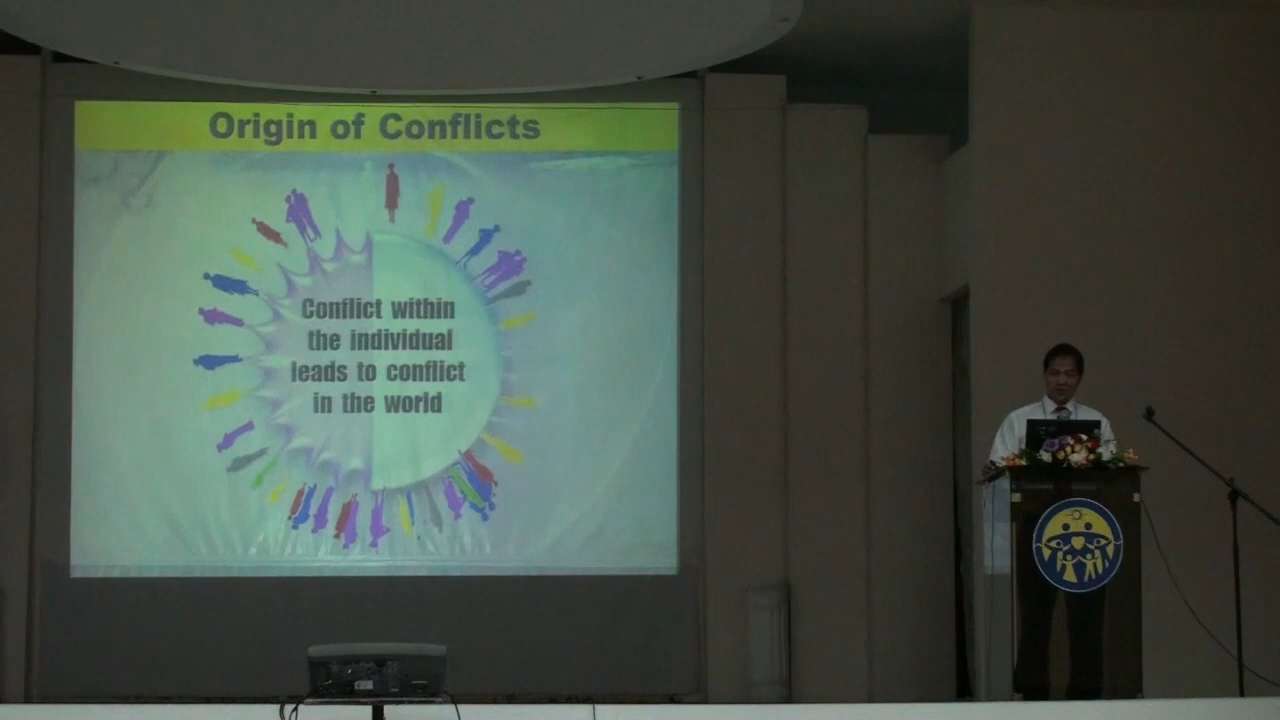 Origin of Conflicts
Conflict within
the individual
leads to conflict
in the world